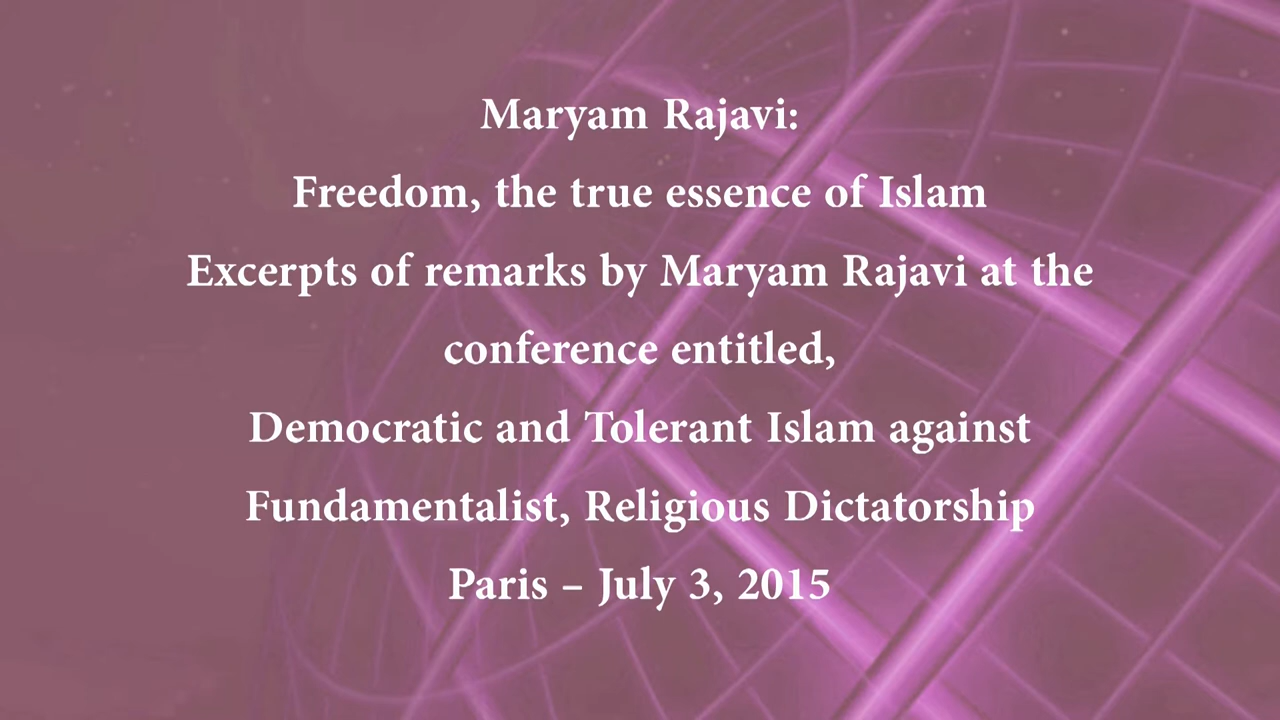 Maryam Rajavi:
Freedom, the true essence of Islam
Excerpts of remarks by Maryam Rajavi at the
conference entitled,
Democratic and Tolerant Islam against
Fundamentalist, Religious Dictatorship
Paris – July 3, 2015